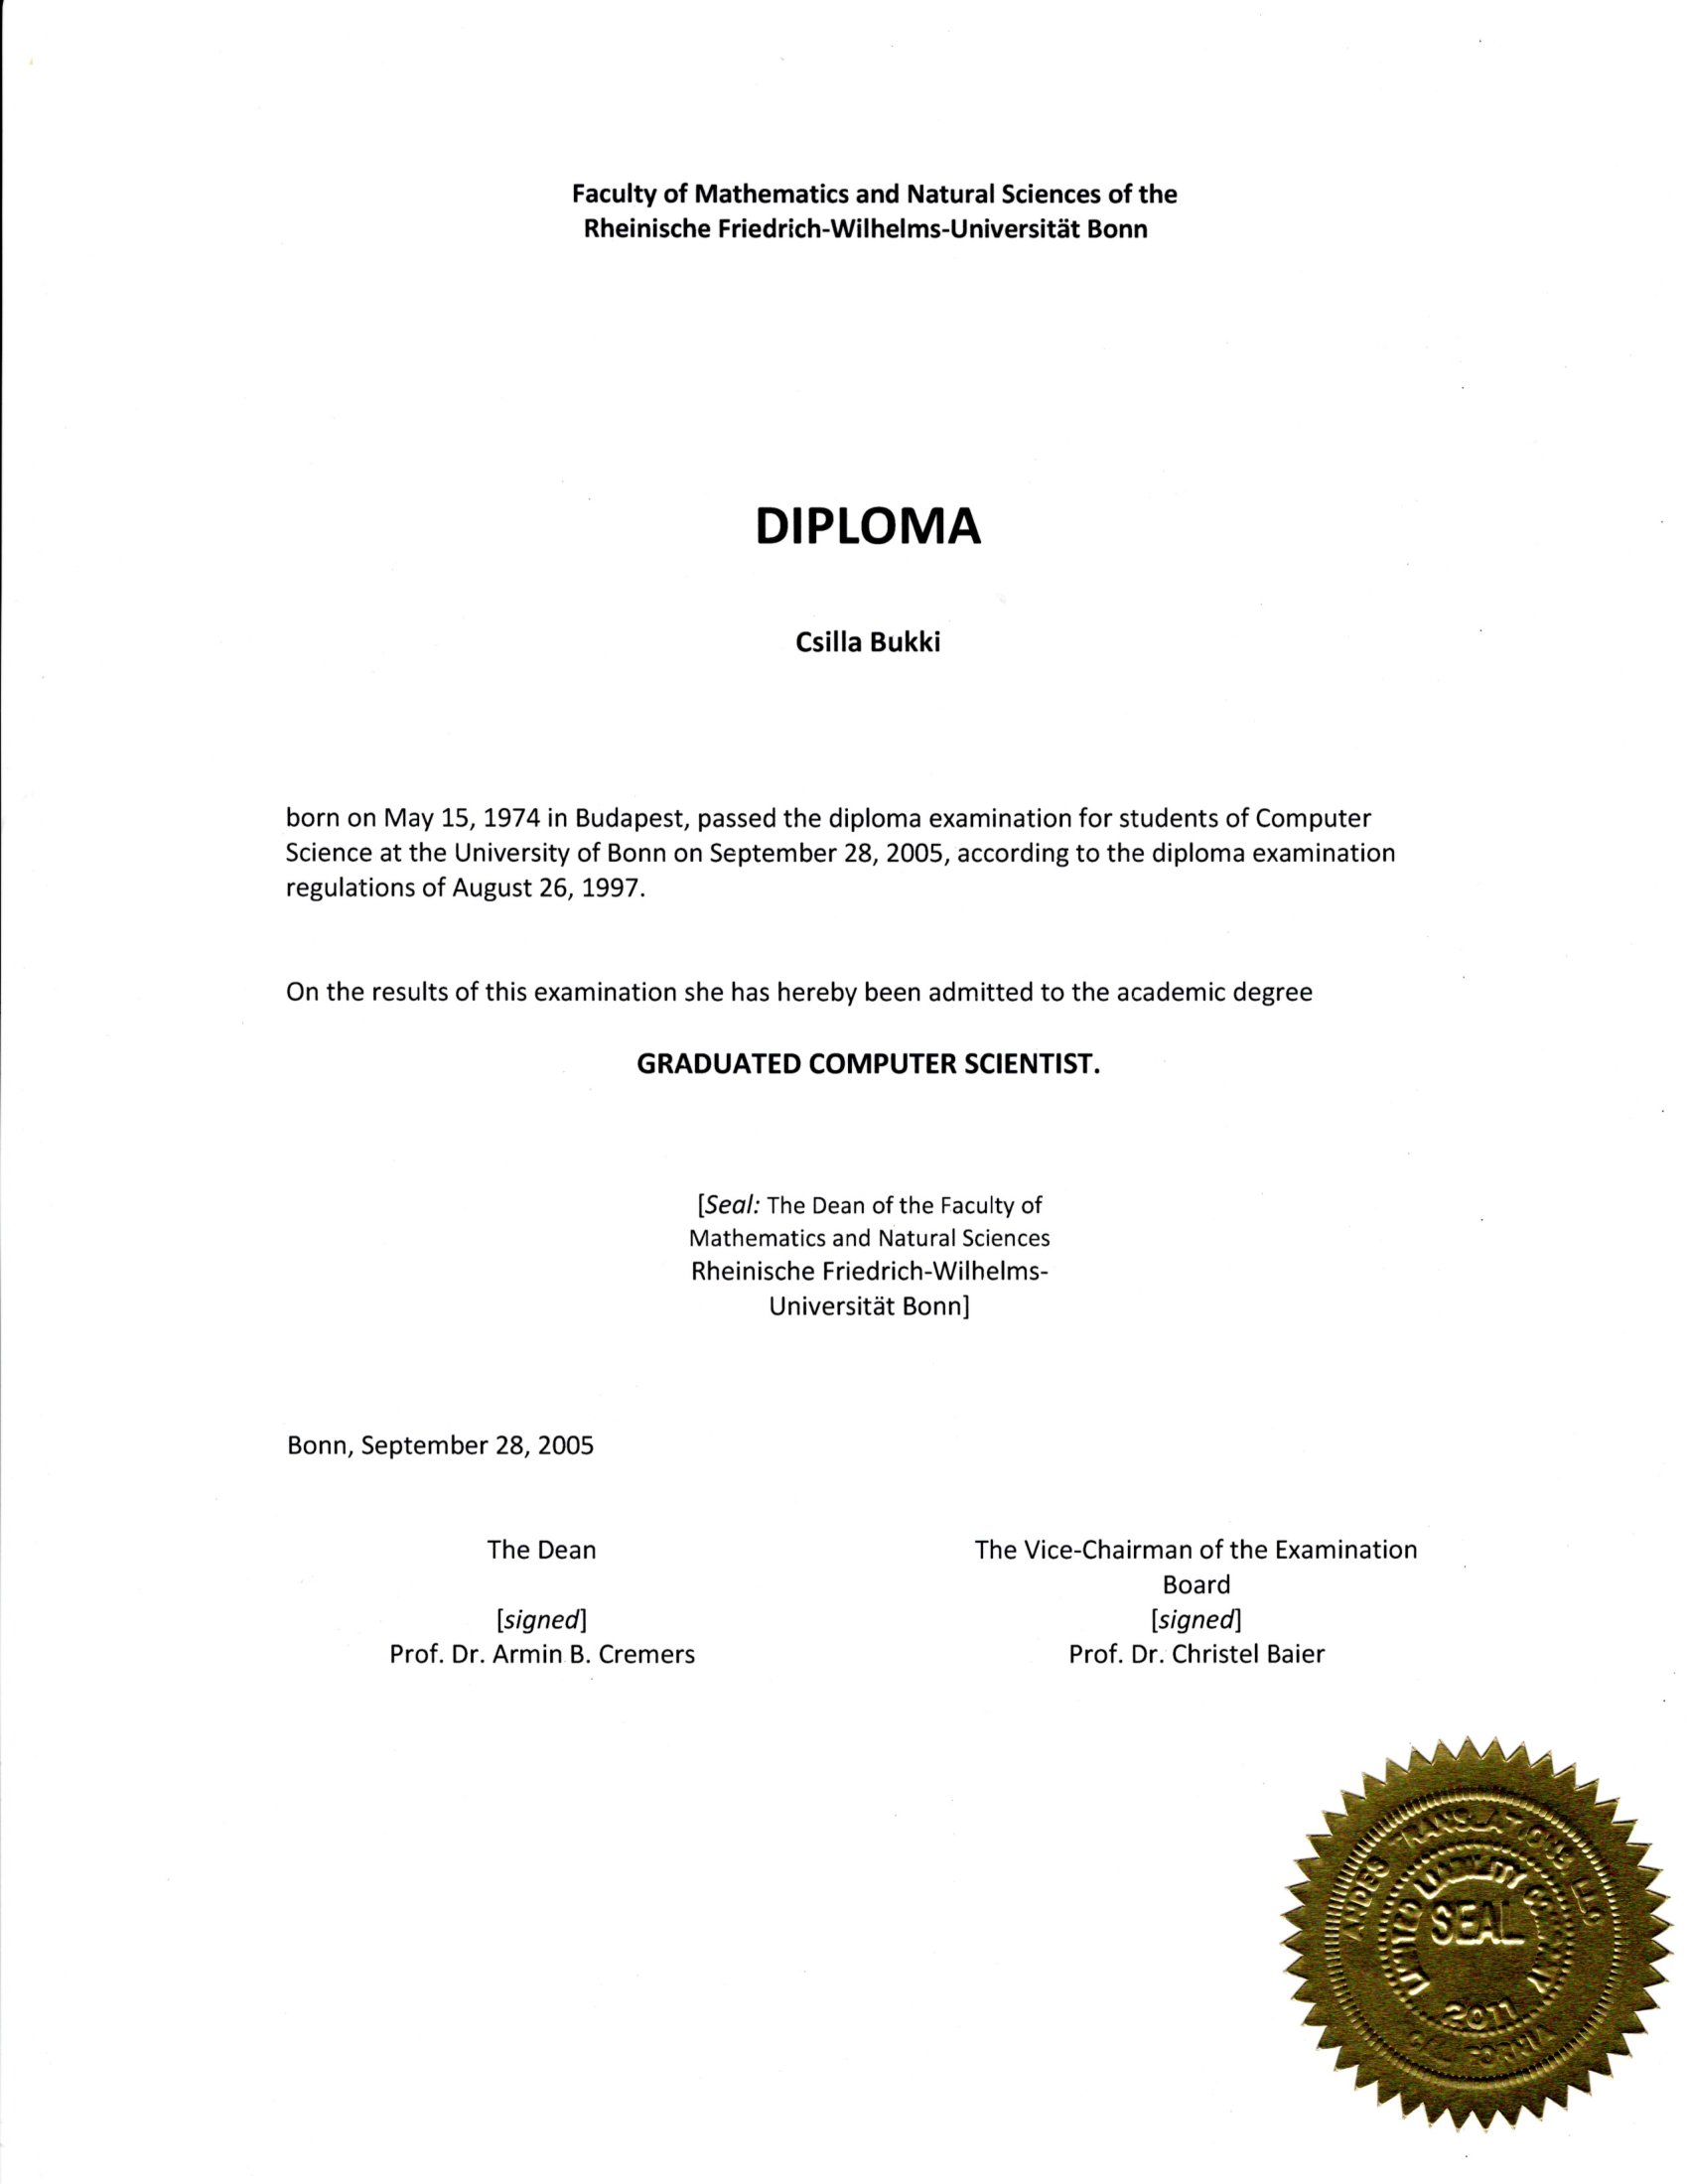 Faculty of Mathematics and Natural Sciences of the
Rheinische Friedrich-Wilhelms-Universität Bonn
DIPLOMA
Csilla Bukki
born on May 15, 1974 in Budapest, passed the diploma examination for students of Computer
Science at the University of Bonn on September 28, 2005, according to the diploma examination
regulations of August 26, 1997.
On the results of this examination she has hereby been admitted to the academic degree
GRADUATED COMPUTER SCIENTIST.
[Seal: The Dean of the Faculty of
Mathematics and Natural Sciences
Rheinische Friedrich-Wilhelms-
Universität Bonn]
Bonn, September 28, 2005
The Dean
[signed]
Prof. Dr. Armin B. Cremers
The Vice-Chairman of the Examination
Board
[signed]
Prof. Dr. Christel Baier
ANDES TRANSLATIONS LLC
LIMITED LIABILITY COMPANY
SEAL
2011
CALIFORNIA